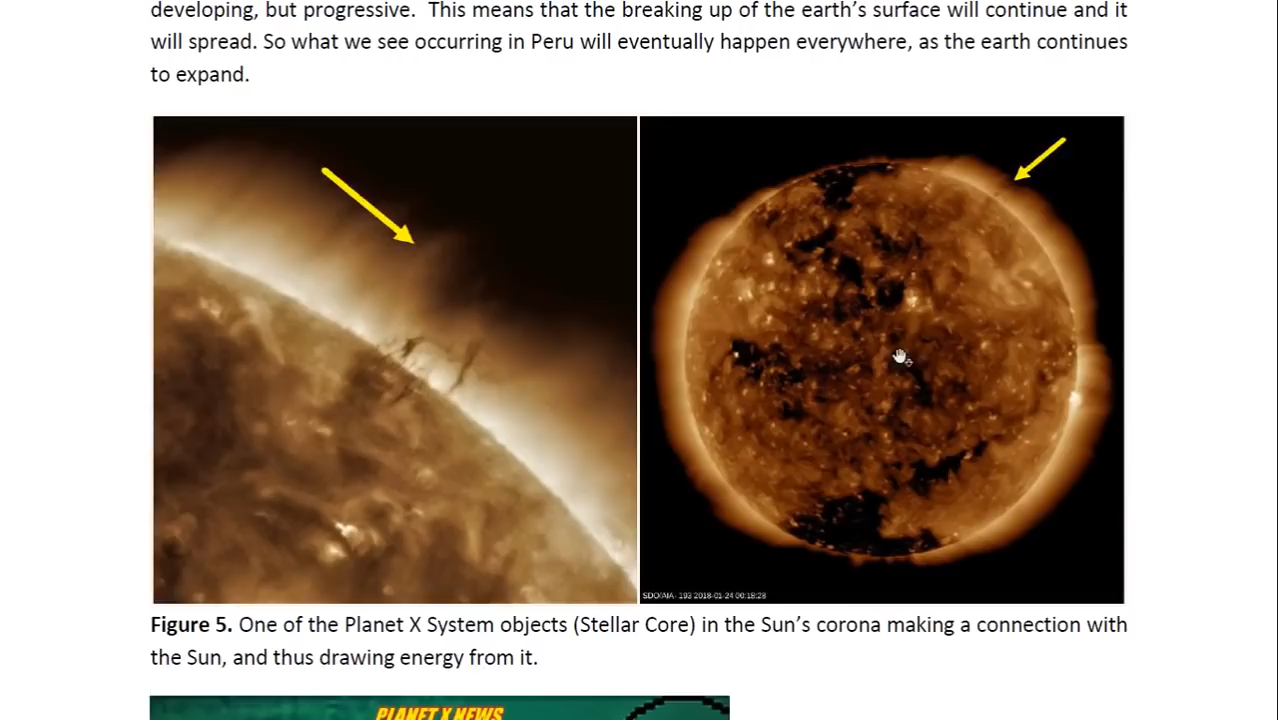 developing, but progressive.  This means that the breaking up of the earth’s surface will continue and it
will spread. So what we see occurring in Peru will eventually happen everywhere, as the earth continues
to expand.
SDO/AIA- 193 2018-01-24 00:18:28
Figure 5. One of the Planet X System objects (Stellar Core) in the Sun’s corona making a connection with
the Sun, and thus drawing energy from it.
PLANET X NEWS